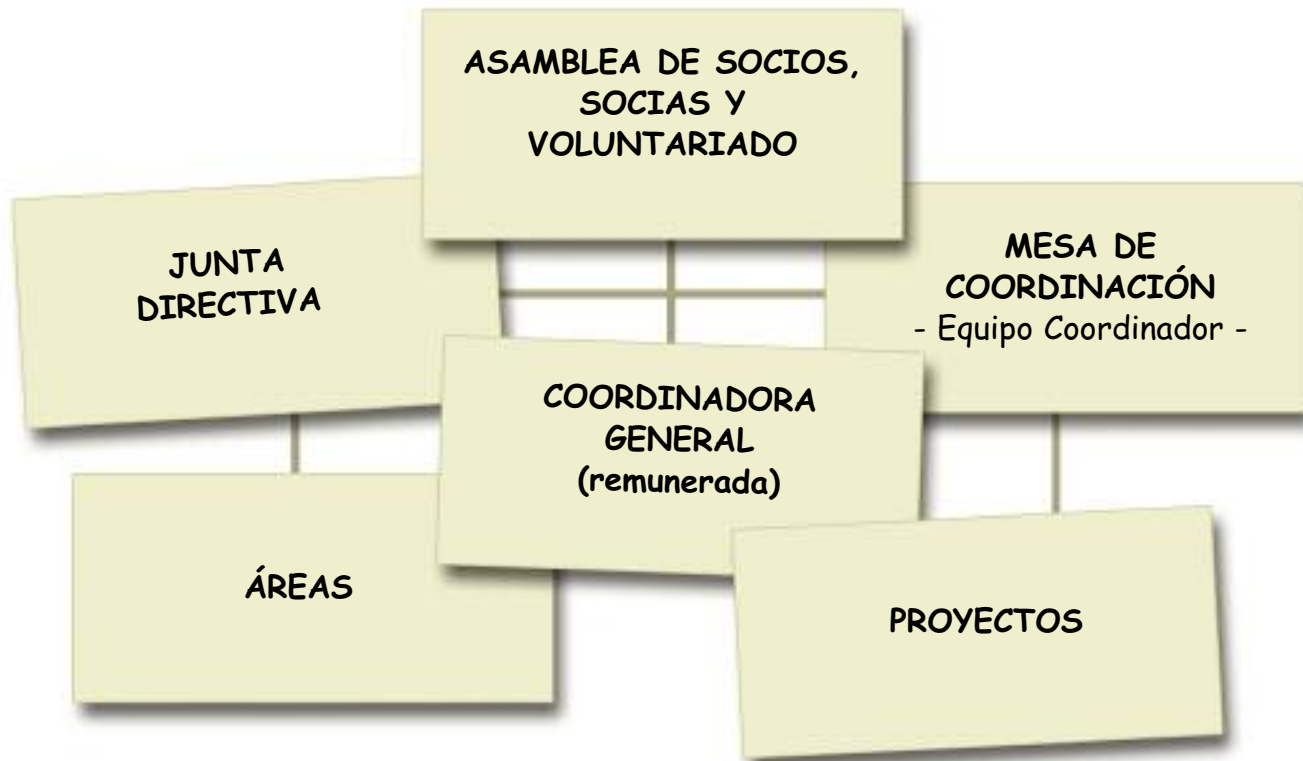 ASAMBLEA DE SOCIOS,
SOCIAS Y
VOLUNTARIADO
JUNTA
DIRECTIVA
MESA DE
COORDINACIÓN
- Equipo Coordinador -
COORDINADORA
GENERAL
(remunerada)
ÁREAS
PROYECTOS